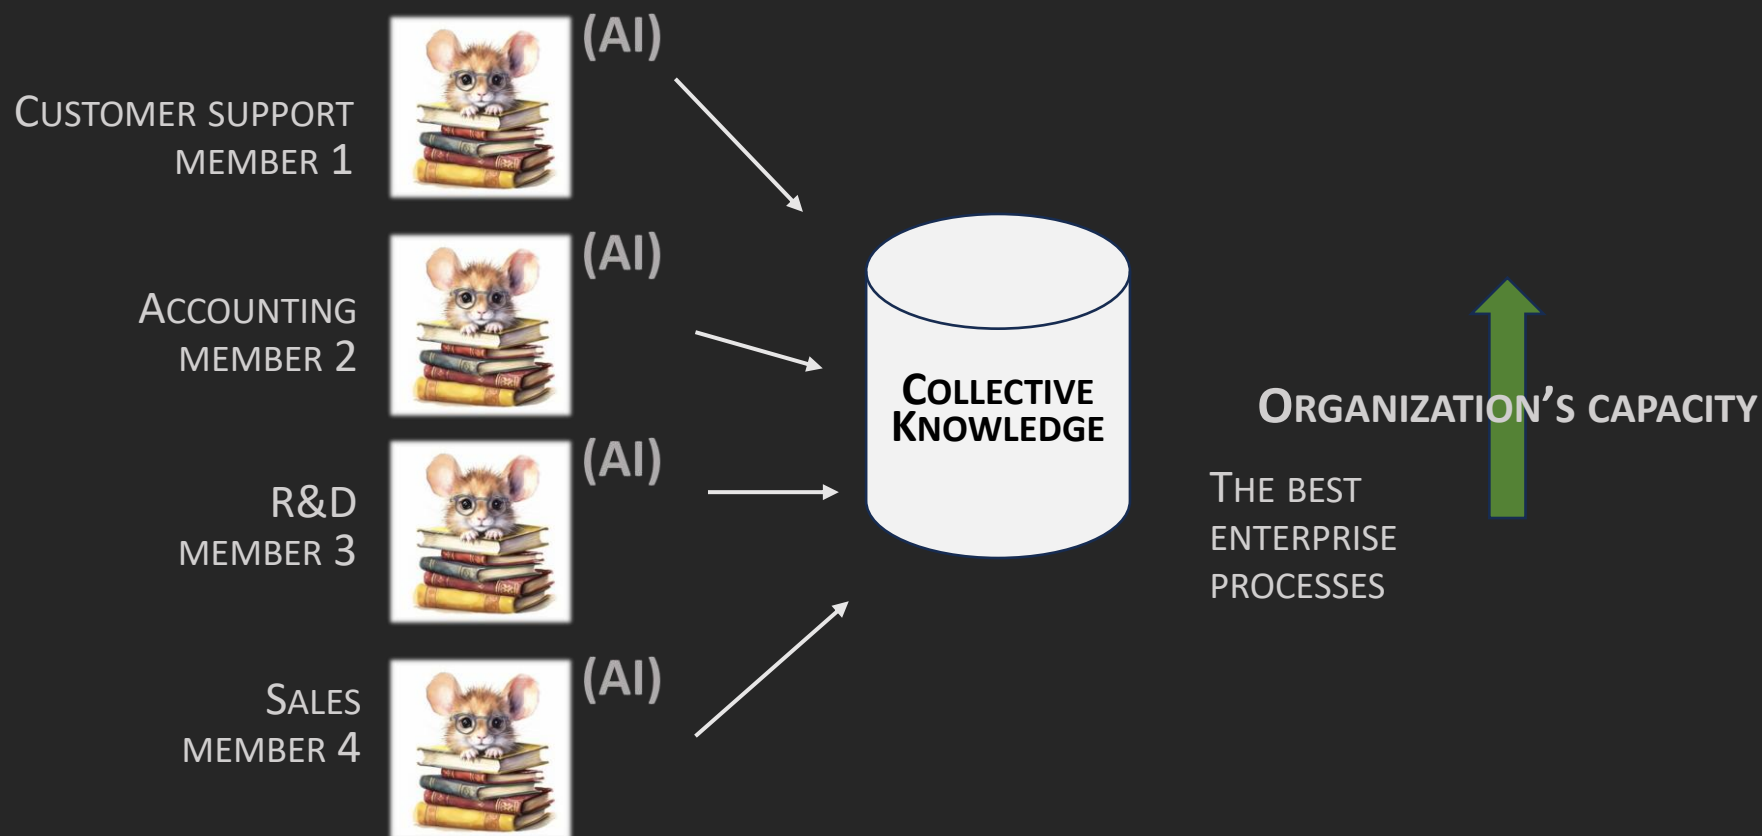 (AI)
CUSTOMER SUPPORT
MEMBER 1
(AI)
ACCOUNTING
MEMBER 2
(AI)
R&D
MEMBER 3
(AI)
SALES
MEMBER 4
COLLECTIVE
KNOWLEDGE
ORGANIZATION'S CAPACITY
THE BEST
ENTERPRISE
PROCESSES